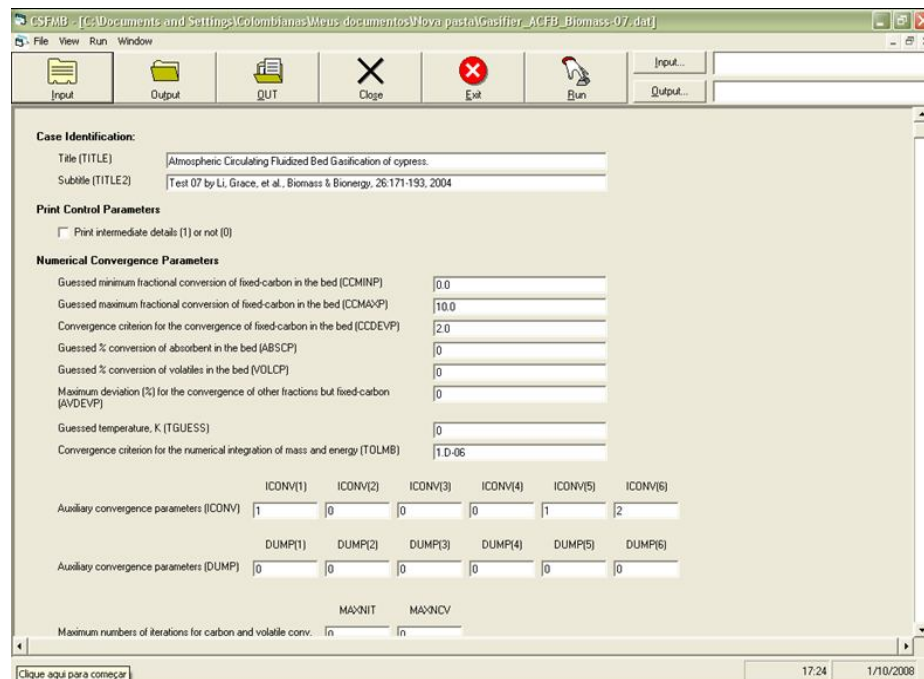 CSFMB - [C:\Documents and Settings\Colombianas\Meus documentos\Nova pasta\Gasifier_ACFB_Biomass-07.dat]
File View Run Window
Input Output OUT Close Exit Run Input...
Output...
Case Identification:
Title (TITLE) Atmospheric Circulating Fluidized Bed Gasification of cypress.
Subtitle (TITLE2) Test 07 by Li, Grace, et al., Biomass & Bionergy, 26:171-193, 2004
Print Control Parameters
Print intermediate details (1) or not (0)
Numerical Convergence Parameters
Guessed minimum fractional conversion of fixed-carbon in the bed (CCMINP) 0.0
Guessed maximum fractional conversion of fixed-carbon in the bed (CCMAXP) 10.0
Convergence criterion for the convergence of fixed-carbon in the bed (CCDEVP) 2.0
Guessed % conversion of absorbent in the bed (ABSCP) 0
Guessed % conversion of volatiles in the bed (VOLCP) 0
Maximum deviation (%) for the convergence of other fractions but fixed-carbon (AVDEVP) 0
Guessed temperature, K (TGUESS) 0
Convergence criterion for the numerical integration of mass and energy (TOLMB) 1.D-06
ICONV(1) ICONV(2) ICONV(3) ICONV(4) ICONV(5) ICONV(6)
Auxiliary convergence parameters (ICONV) 1 0 0 0 1 2
DUMP(1) DUMP(2) DUMP(3) DUMP(4) DUMP(5) DUMP(6)
Auxiliary convergence parameters (DUMP) 0 0 0 0 0 0
MAXNIT MAXNCV
Maximum numbers of iterations for carbon and volatile conv. 0 0
Clique aqui para começar 17:24 1/10/2008